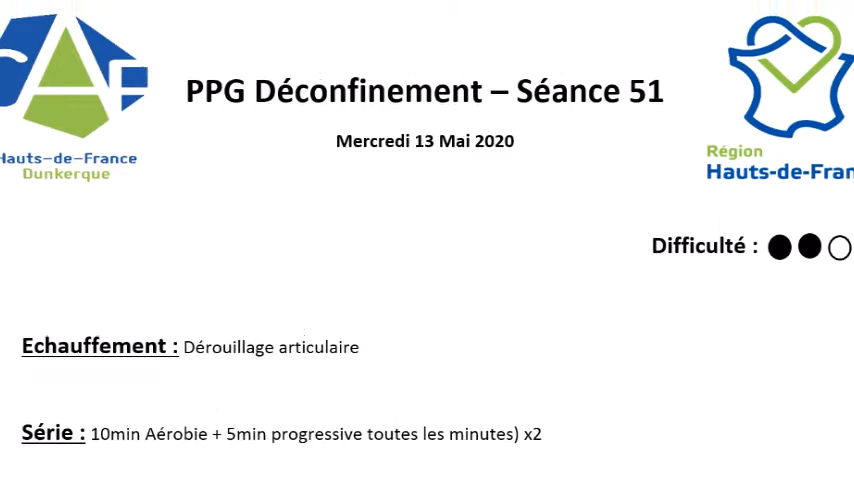 CAF
Hauts-de-France
Dunkerque
PPG Déconfinement – Séance 51
Mercredi 13 Mai 2020
Région
Hauts-de-Fran
Difficulté :
Echauffement : Dérouillage articulaire
Série : 10min Aérobie + 5min progressive toutes les minutes) x2